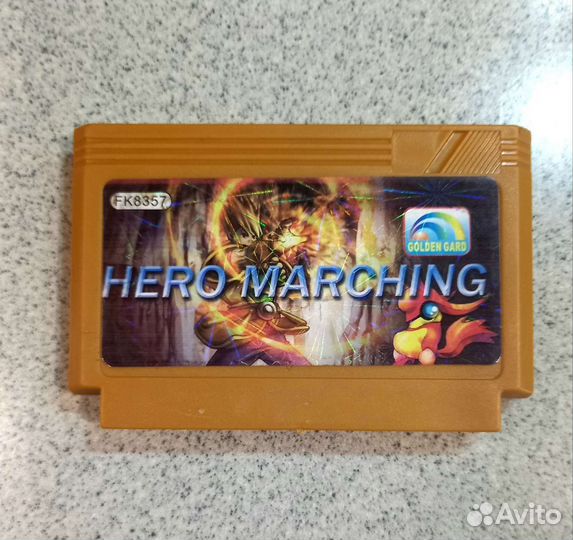 FK8357
GOLDEN GARD
HERO MARCHING
Avito